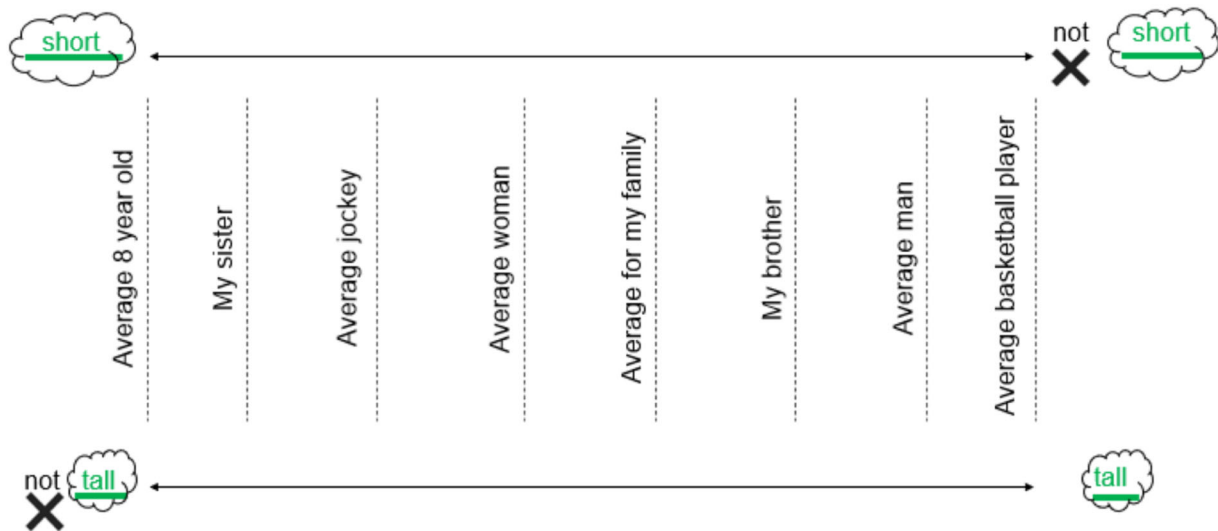 short
not short
Average 8 year old
My sister
Average jockey
Average woman
Average for my family
My brother
Average man
Average basketball player
not tall
tall